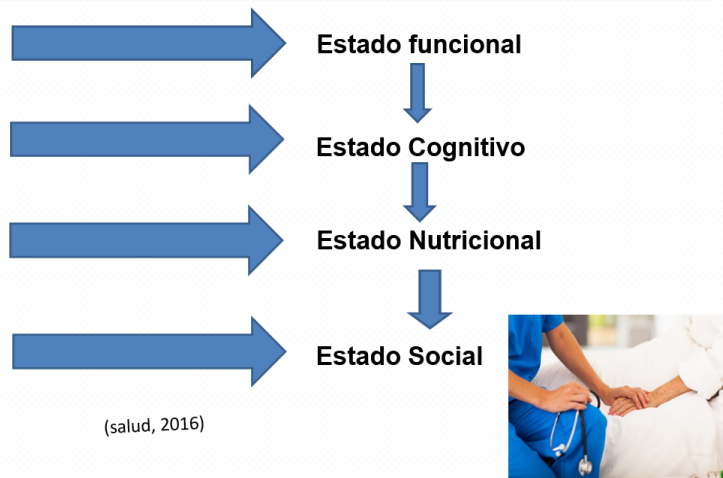 Estado funcional
Estado Cognitivo
Estado Nutricional
Estado Social
(salud, 2016)